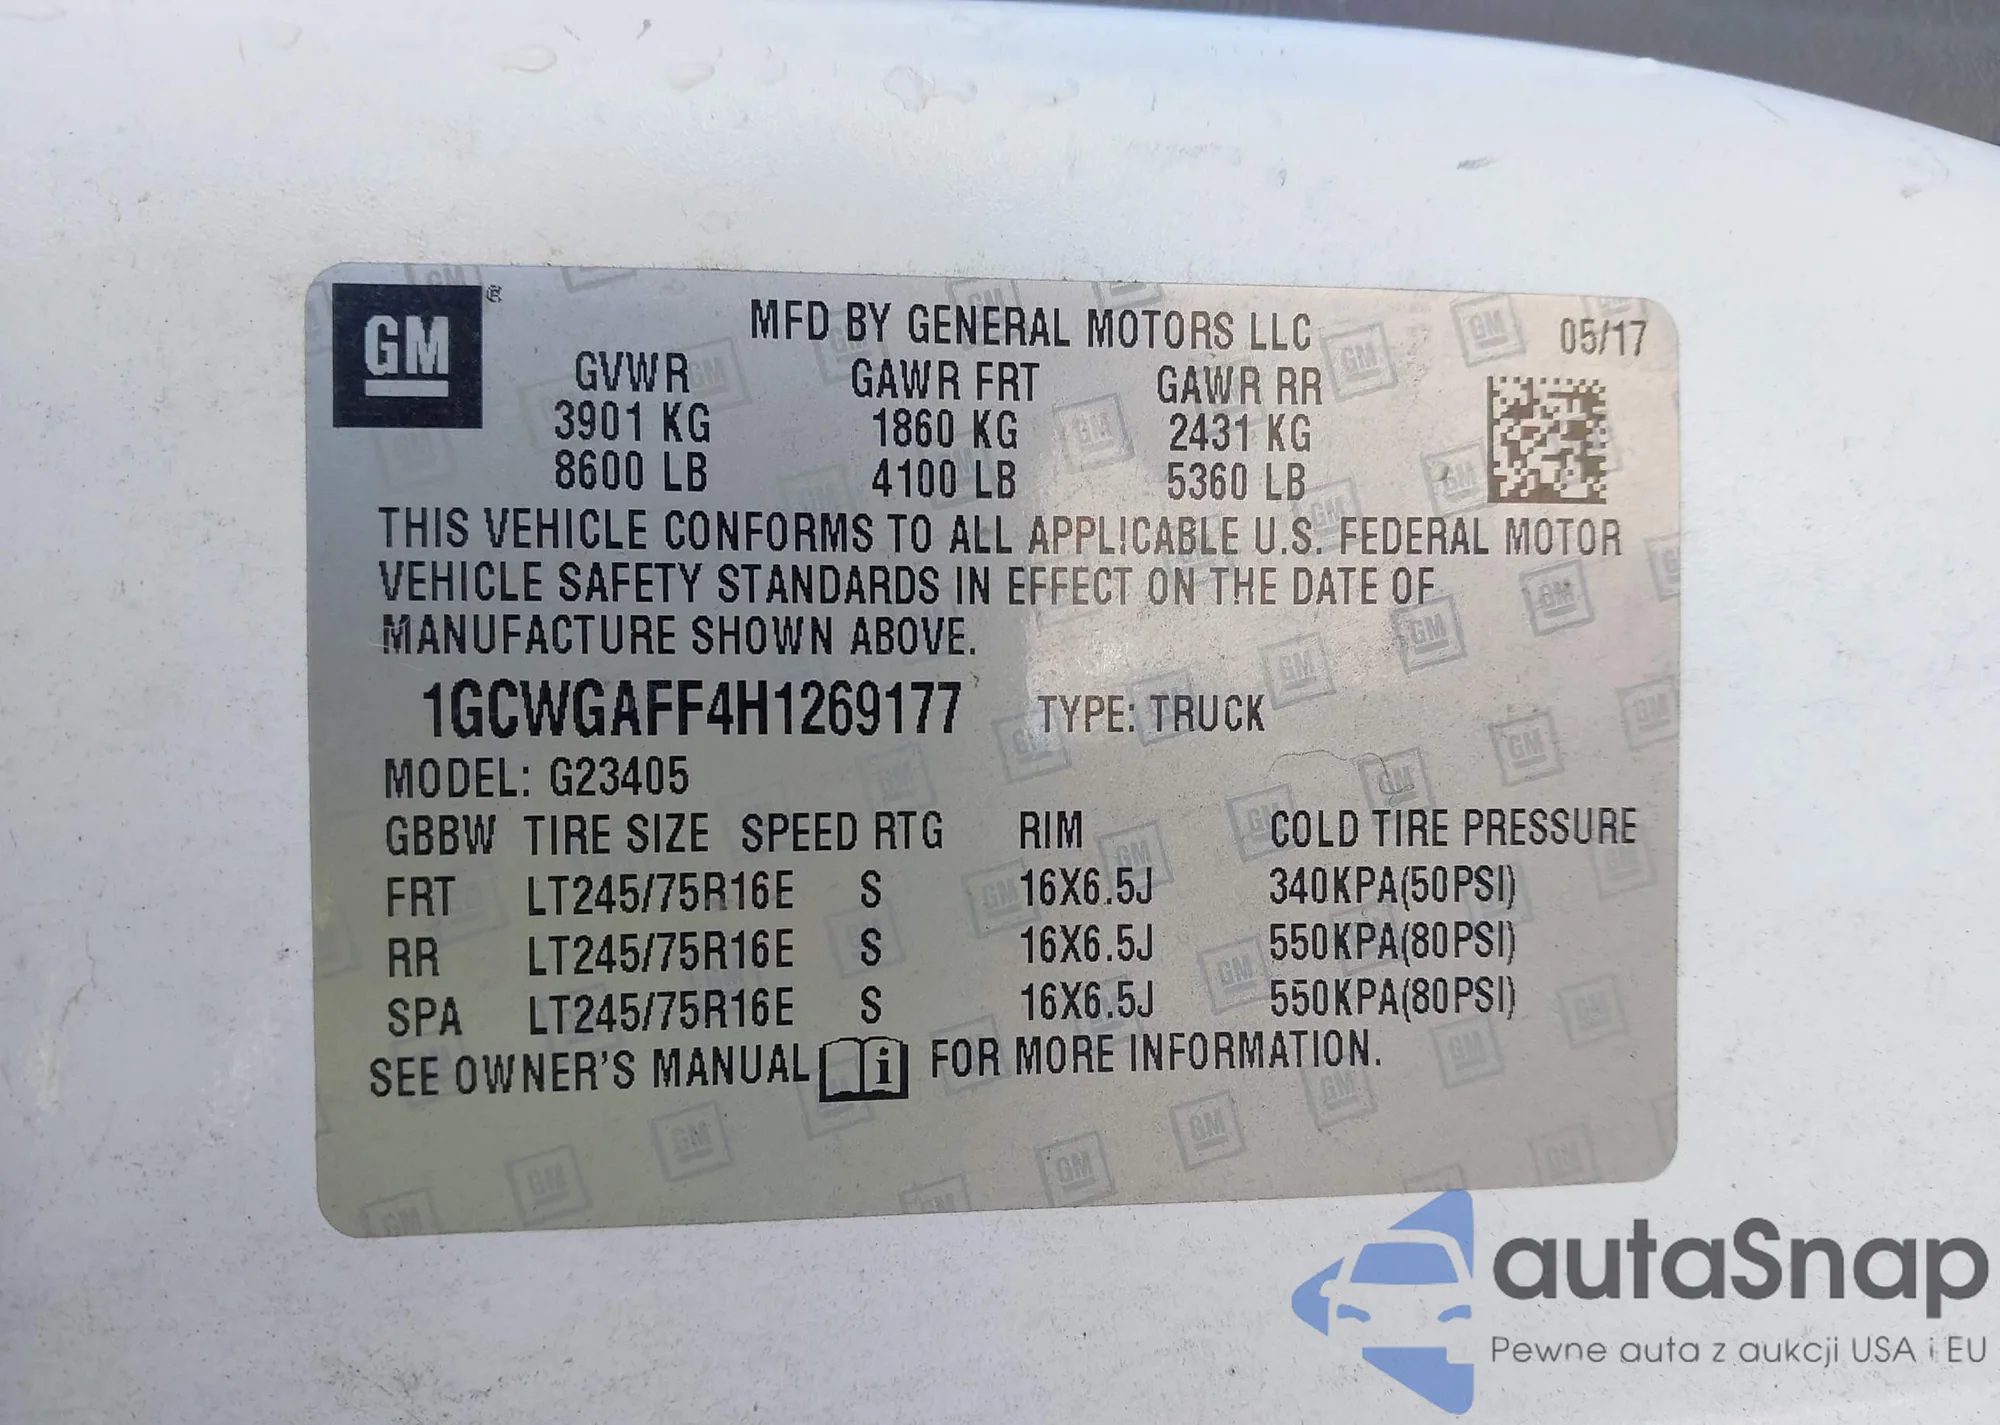 GM ®
MFD BY GENERAL MOTORS LLC 05/17
GVWR GAWR FRT GAWR RR
3901 KG 1860 KG 2431 KG
8600 LB 4100 LB 5360 LB
THIS VEHICLE CONFORMS TO ALL APPLICABLE U.S. FEDERAL MOTOR
VEHICLE SAFETY STANDARDS IN EFFECT ON THE DATE OF
MANUFACTURE SHOWN ABOVE.
1GCWGAFF4H1269177 TYPE: TRUCK
MODEL: G23405
GBBW TIRE SIZE SPEED RTG RIM COLD TIRE PRESSURE
FRT LT245/75R16E S 16X6.5J 340KPA(50PSI)
RR LT245/75R16E S 16X6.5J 550KPA(80PSI)
SPA LT245/75R16E S 16X6.5J 550KPA(80PSI)
SEE OWNER'S MANUAL i FOR MORE INFORMATION.
autaSnap
Pewne auta z aukcji USA i EU